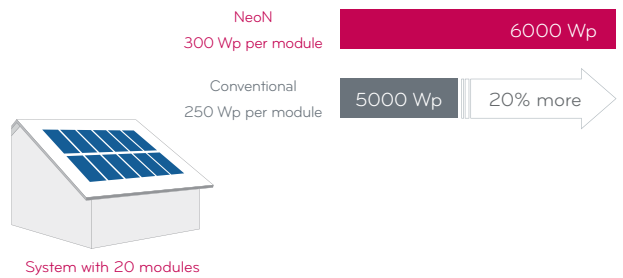 NeoN
300 Wp per module
6000 Wp
Conventional
250 Wp per module
5000 Wp
20% more
System with 20 modules